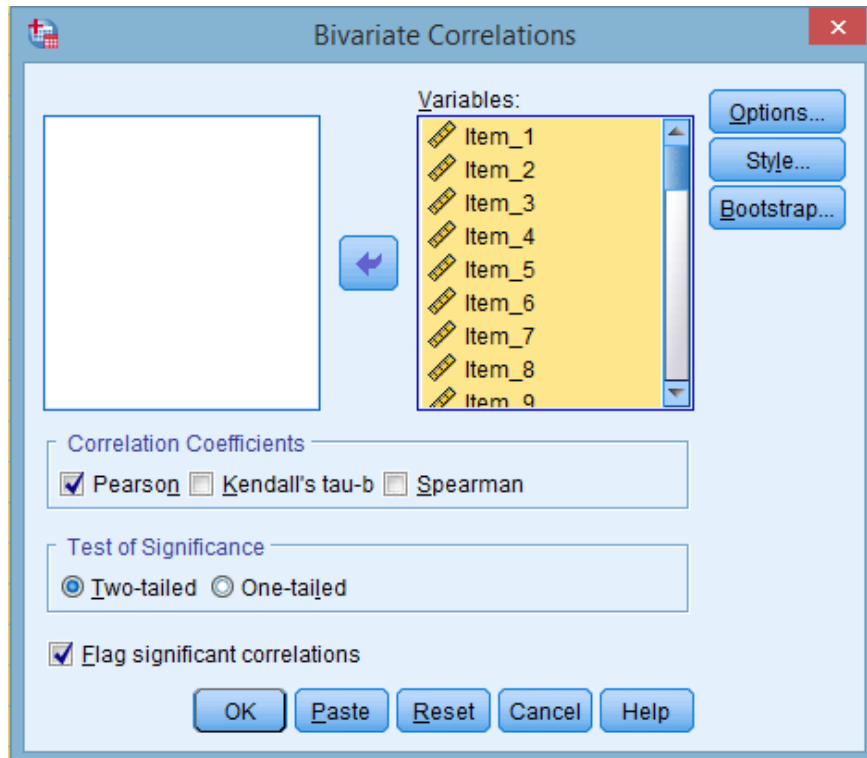 Bivariate Correlations
Variables:
Item_1
Item_2
Item_3
Item_4
Item_5
Item_6
Item_7
Item_8
Item_9
Options...
Style...
Bootstrap...
Correlation Coefficients
Pearson Kendall's tau-b Spearman
Test of Significance
Two-tailed One-tailed
Flag significant correlations
OK Paste Reset Cancel Help